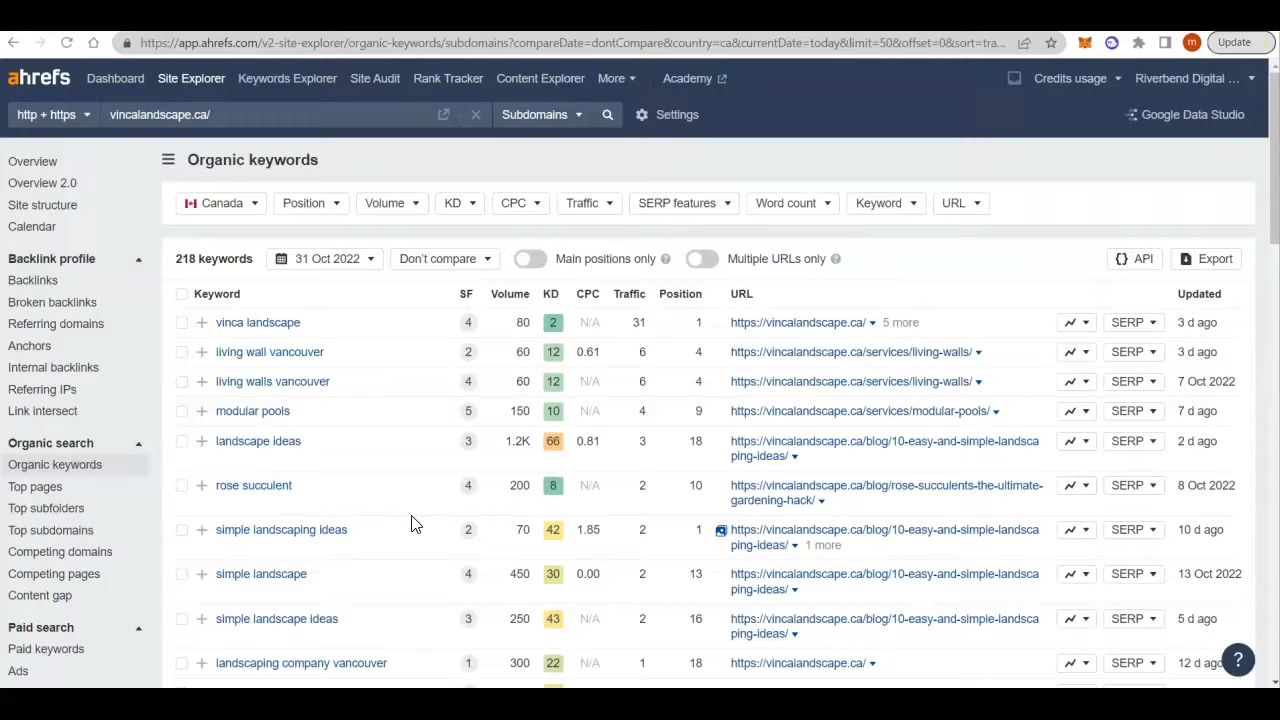 https://app.ahrefs.com/v2-site-explorer/organic-keywords/subdomains?compareDate=dontCompare&country=ca&currentDate=today&limit=50&offset=0&sort=tra... m Update
ahrefs Dashboard Site Explorer Keywords Explorer Site Audit Rank Tracker Content Explorer More Academy Credits usage Riverbend Digital ...
http + https vincalandscape.ca/ Subdomains Settings Google Data Studio
Overview
Overview 2.0
Site structure
Calendar
Backlink profile
Backlinks
Broken backlinks
Referring domains
Anchors
Internal backlinks
Referring IPs
Link intersect
Organic search
Organic keywords
Top pages
Top subfolders
Top subdomains
Competing domains
Competing pages
Content gap
Paid search
Paid keywords
Ads
Organic keywords
Canada Position Volume KD CPC Traffic SERP features Word count Keyword URL
218 keywords 31 Oct 2022 Don't compare Main positions only ? Multiple URLs only ? {} API Export
Keyword SF Volume KD CPC Traffic Position URL Updated
vinca landscape 4 80 2 N/A 31 1 https://vincalandscape.ca/ 5 more SERP 3 d ago
living wall vancouver 2 60 12 0.61 6 4 https://vincalandscape.ca/services/living-walls/ SERP 3 d ago
living walls vancouver 4 60 12 N/A 6 4 https://vincalandscape.ca/services/living-walls/ SERP 7 Oct 2022
modular pools 5 150 10 N/A 4 9 https://vincalandscape.ca/services/modular-pools/ SERP 7 d ago
landscape ideas 3 1.2K 66 0.81 3 18 https://vincalandscape.ca/blog/10-easy-and-simple-landsca SERP 2 d ago
ping-ideas/
rose succulent 4 200 8 N/A 2 10 https://vincalandscape.ca/blog/rose-succulents-the-ultimate- SERP 8 Oct 2022
gardening-hack/
simple landscaping ideas 2 70 42 1.85 2 1 https://vincalandscape.ca/blog/10-easy-and-simple-landsca SERP 10 d ago
ping-ideas/ 1 more
simple landscape 4 450 30 0.00 2 13 https://vincalandscape.ca/blog/10-easy-and-simple-landsca SERP 13 Oct 2022
ping-ideas/
simple landscape ideas 3 250 43 N/A 2 16 https://vincalandscape.ca/blog/10-easy-and-simple-landsca SERP 5 d ago
ping-ideas/
landscaping company vancouver 1 300 22 N/A 1 18 https://vincalandscape.ca/ SERP 12 d ago
?